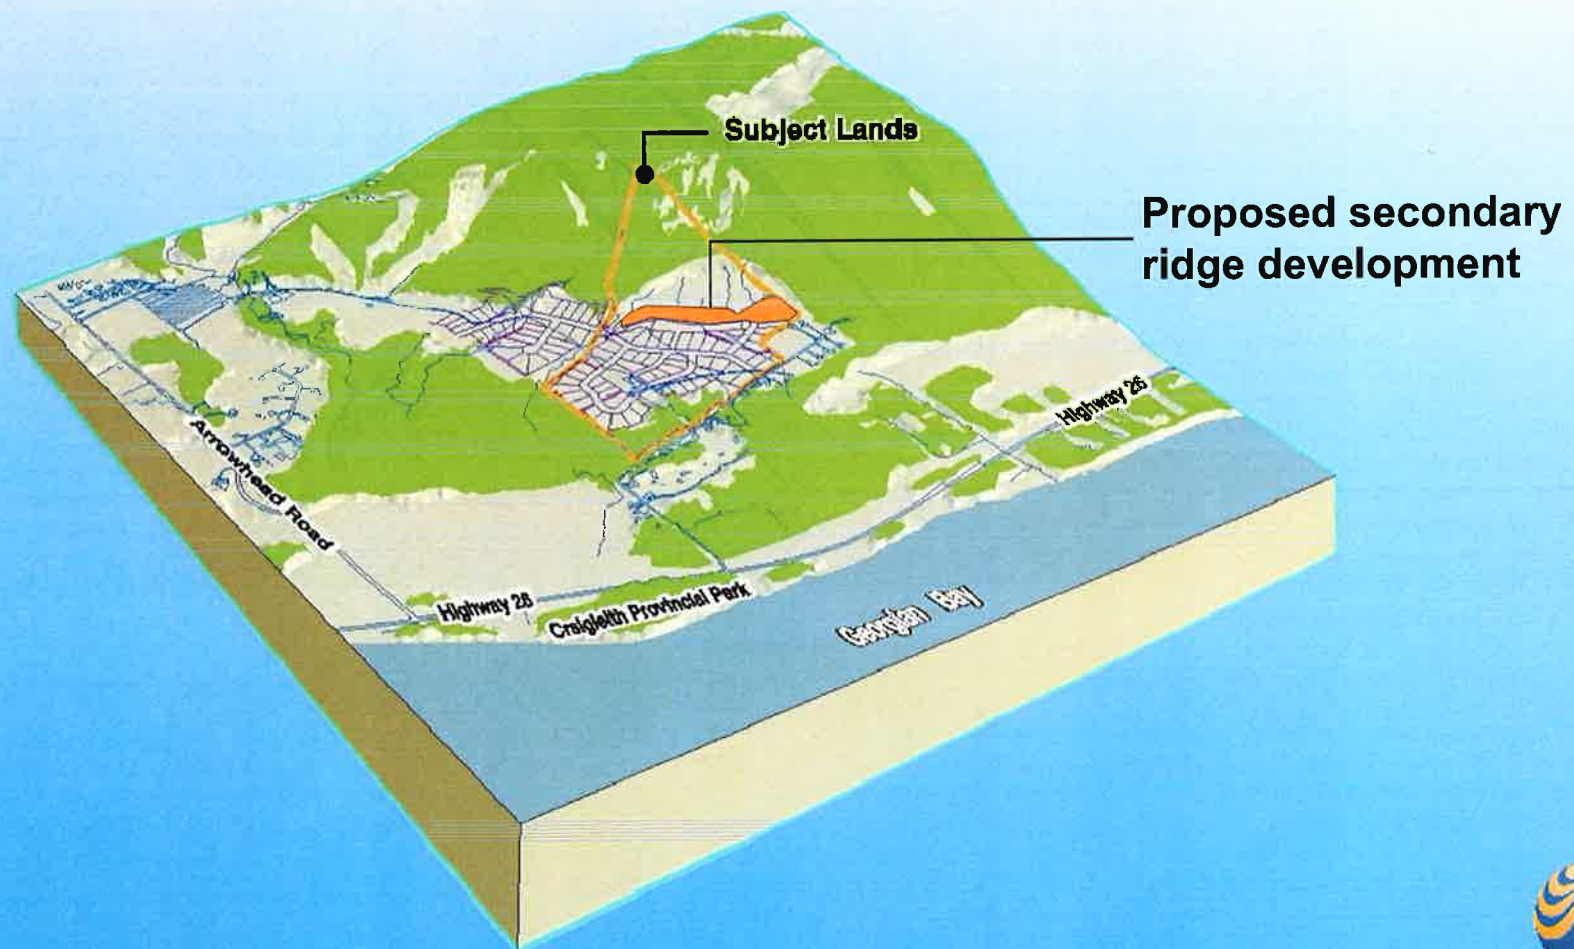 Subject Lands
Proposed secondary
ridge development
Highway 26
Arrowhead Road
Highway 26
Craigleith Provincial Park
Georgian Bay